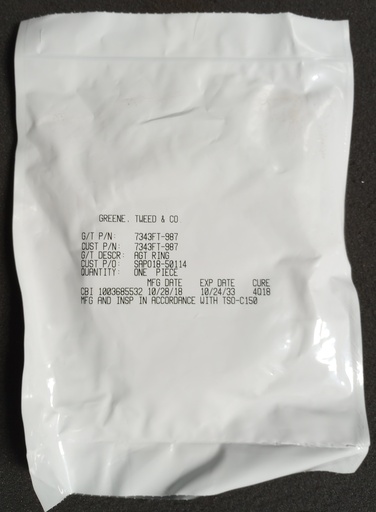 GREENE, TWEED & CO
G/T P/N: 7343FT-987
CUST P/N: 7343FT-987
G/T DESCR: AGT RING
CUST P/O: SAP018-50114
QUANTITY: ONE PIECE
MFG DATE EXP DATE CURE
CBI 1003685532 10/28/18 10/24/33 4Q18
MFG AND INSP IN ACCORDANCE WITH TSO-C150